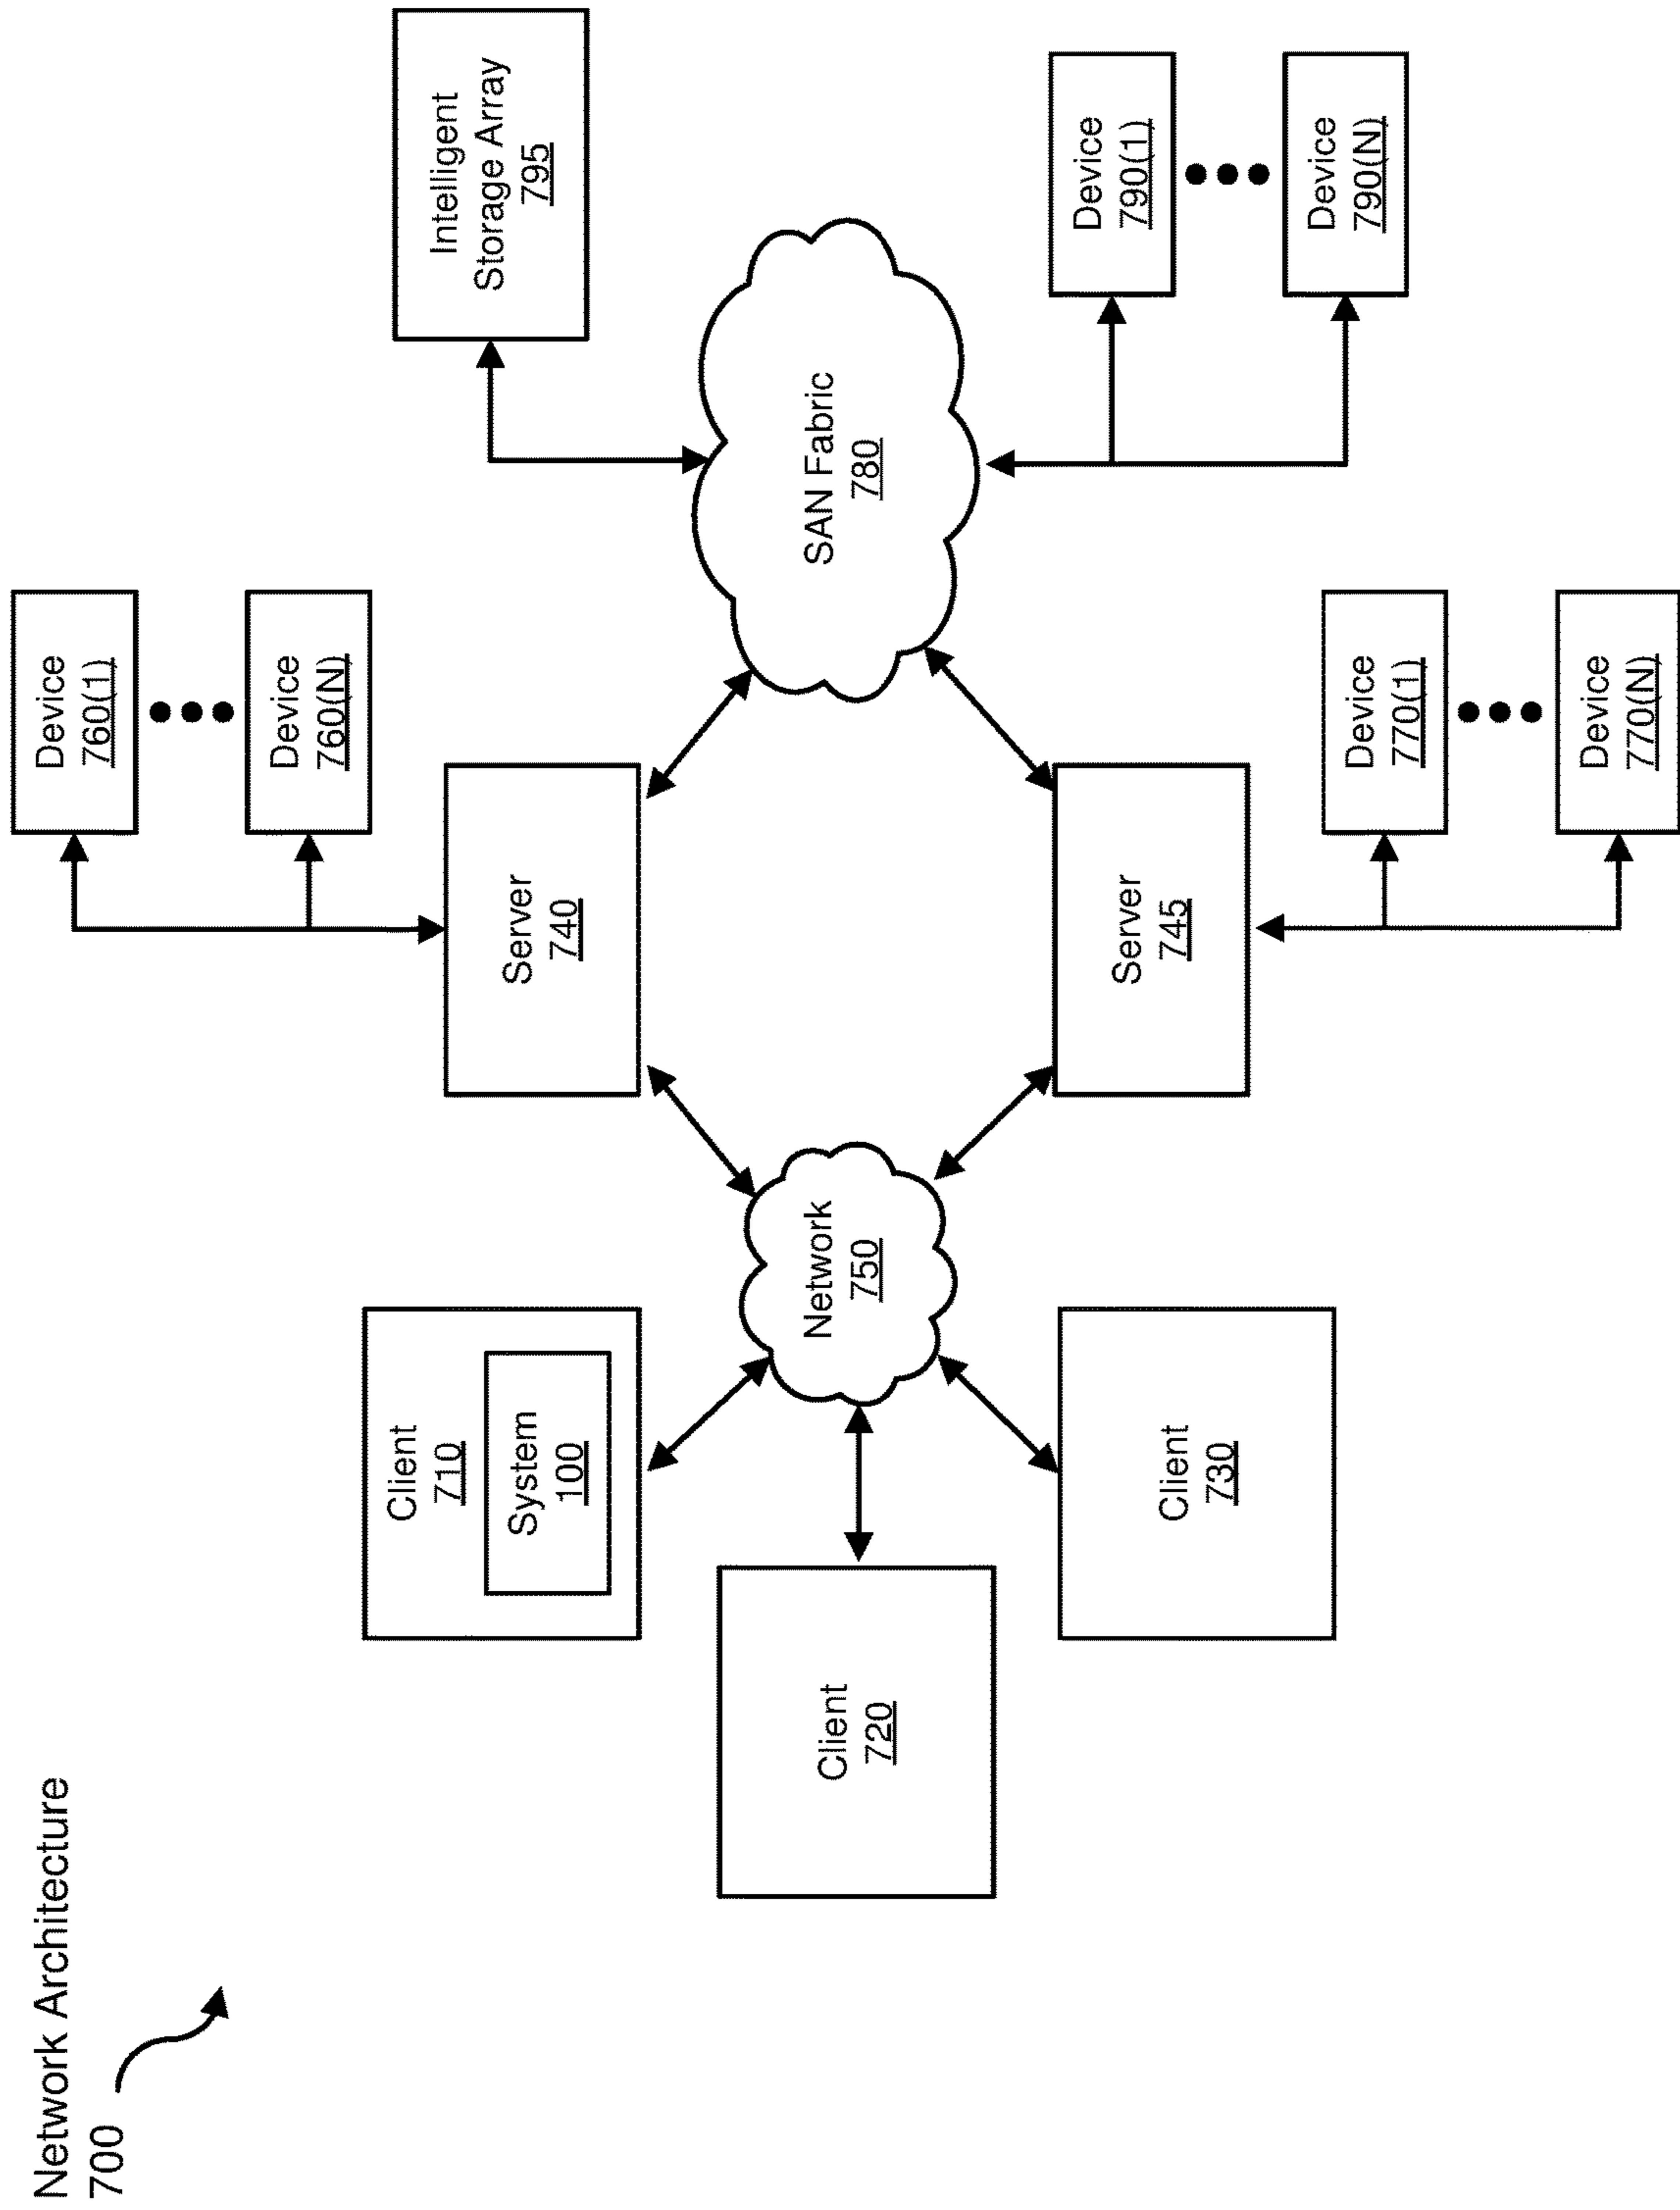 Network Architecture
700
Client
710
System
100
Client
720
Client
730
Network
750
Server
740
Server
745
Device
760(1)
Device
760(N)
Device
770(1)
Device
770(N)
SAN Fabric
780
Intelligent
Storage Array
795
Device
790(1)
Device
790(N)